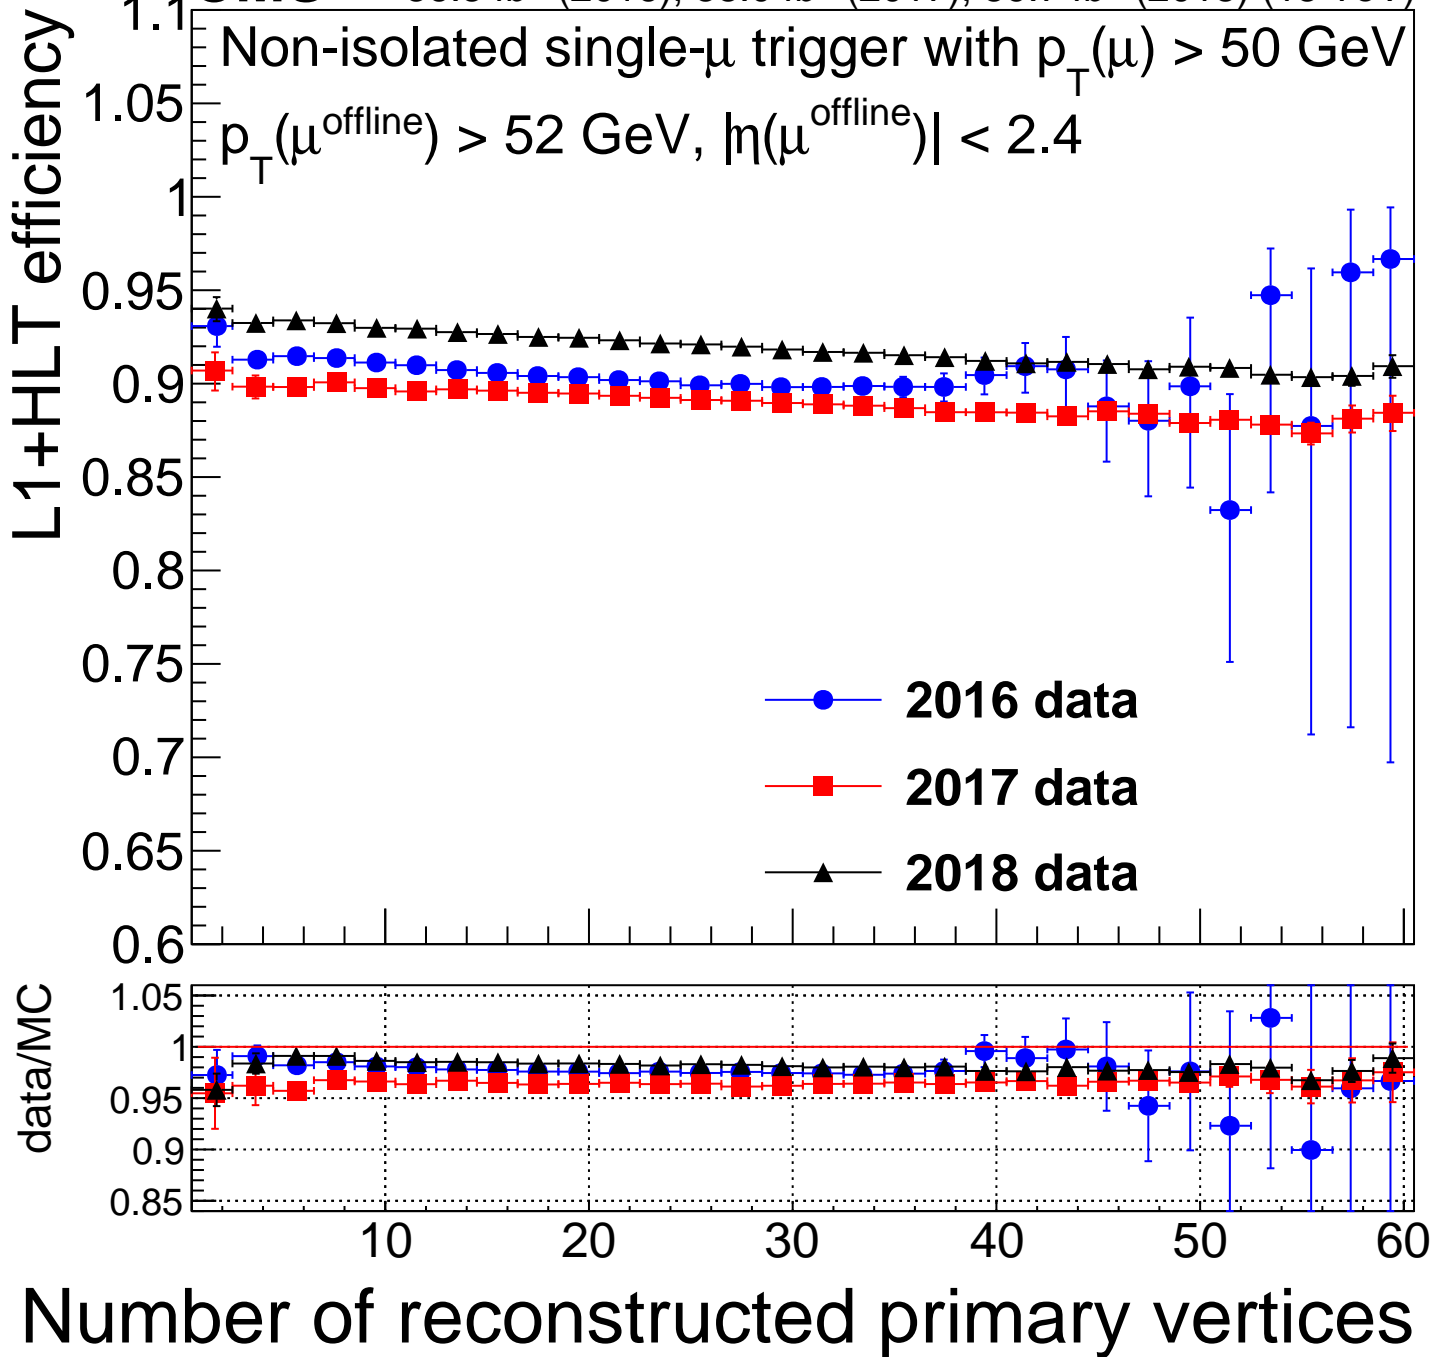 1.1
Non-isolated single-μ trigger with p_T(μ) > 50 GeV
p_T(μ^offline) > 52 GeV, |η(μ^offline)| < 2.4
L1+HLT efficiency
1.05
1
0.95
0.9
0.85
0.8
0.75
0.7
0.65
0.6
2016 data
2017 data
2018 data
data/MC
1.05
1
0.95
0.9
0.85
10 20 30 40 50 60
Number of reconstructed primary vertices